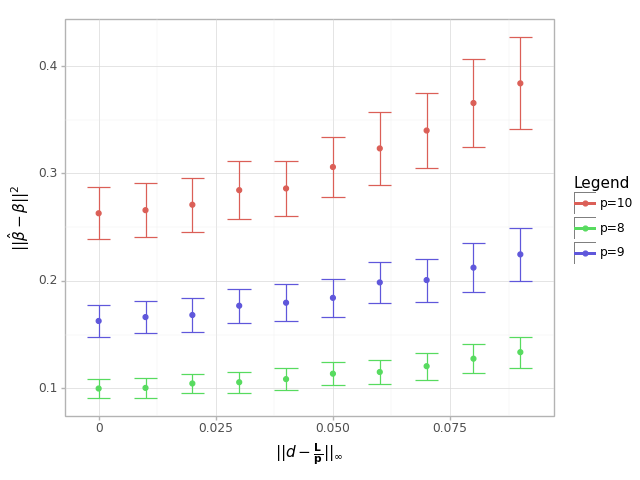 0.4
0.3
0.2
0.1
||β̂ − β||²
0
0.025
0.050
0.075
||d − L/p||∞
Legend
p=10
p=8
p=9